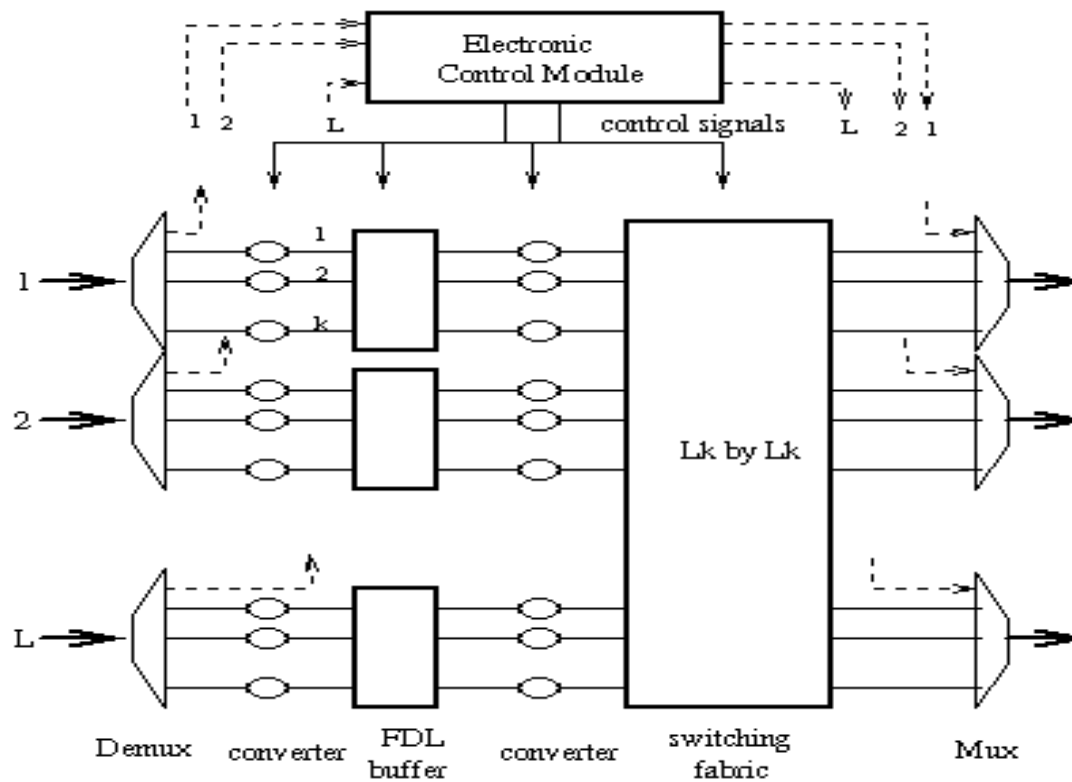 Electronic
Control Module
1
2
L
control signals
L
2
1
1
1
2
k
2
Lk by Lk
L
Demux
converter
FDL
buffer
converter
switching
fabric
Mux